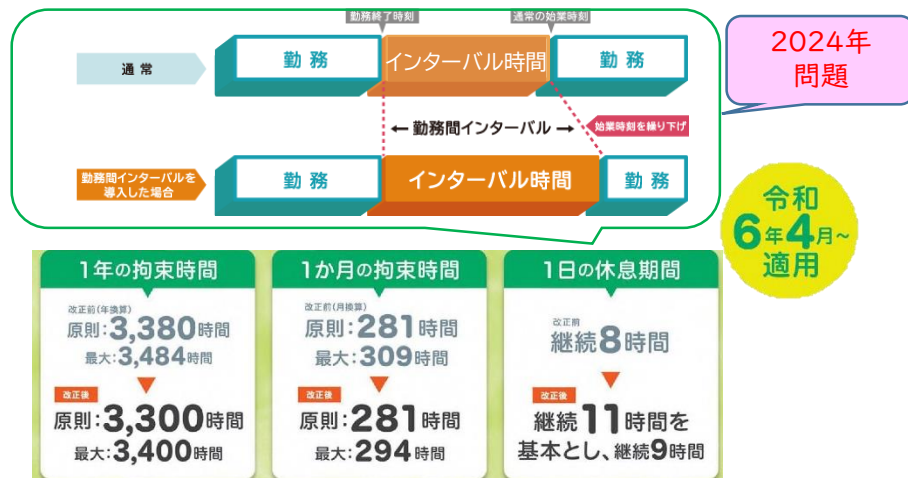 勤務終了時刻
通常の始業時刻
2024年
問題
通常
勤務
インターバル時間
勤務
← 勤務間インターバル →
始業時刻を繰り下げ
勤務間インターバルを
導入した場合
勤務
インターバル時間
勤務
令和
6年4月~
適用
1年の拘束時間
改正前(年換算)
原則:3,380時間
最大:3,484時間
改正後
原則:3,300時間
最大:3,400時間
1か月の拘束時間
改正前(月換算)
原則:281時間
最大:309時間
改正後
原則:281時間
最大:294時間
1日の休息期間
改正前
継続8時間
改正後
継続11時間を
基本とし、継続9時間